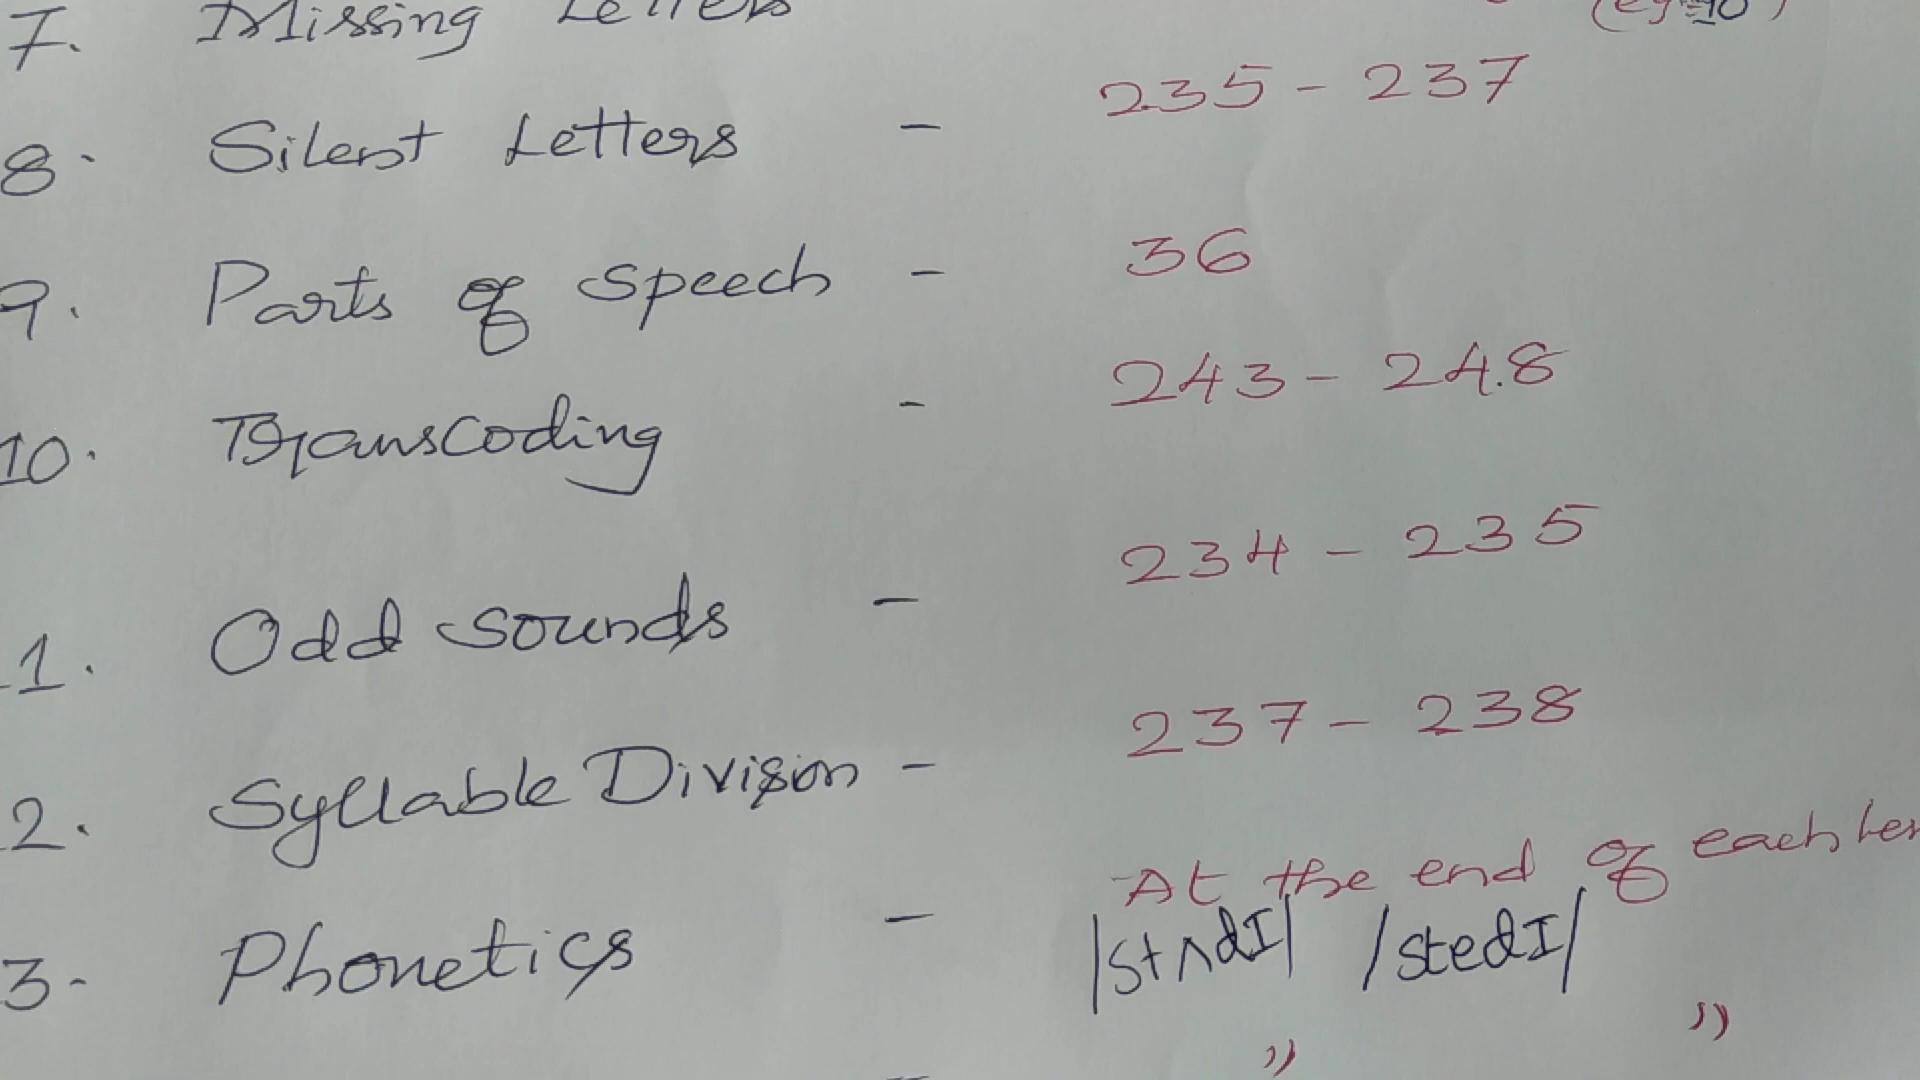 7. Missing Letters
8. Silent Letters - 235 - 237
9. Parts of speech - 36
10. Transcoding - 243 - 248
1. Odd sounds - 234 - 235
2. Syllable Division - 237 - 238
At the end of each
3. Phonetics - /stʌdI/ /stedI/
" "